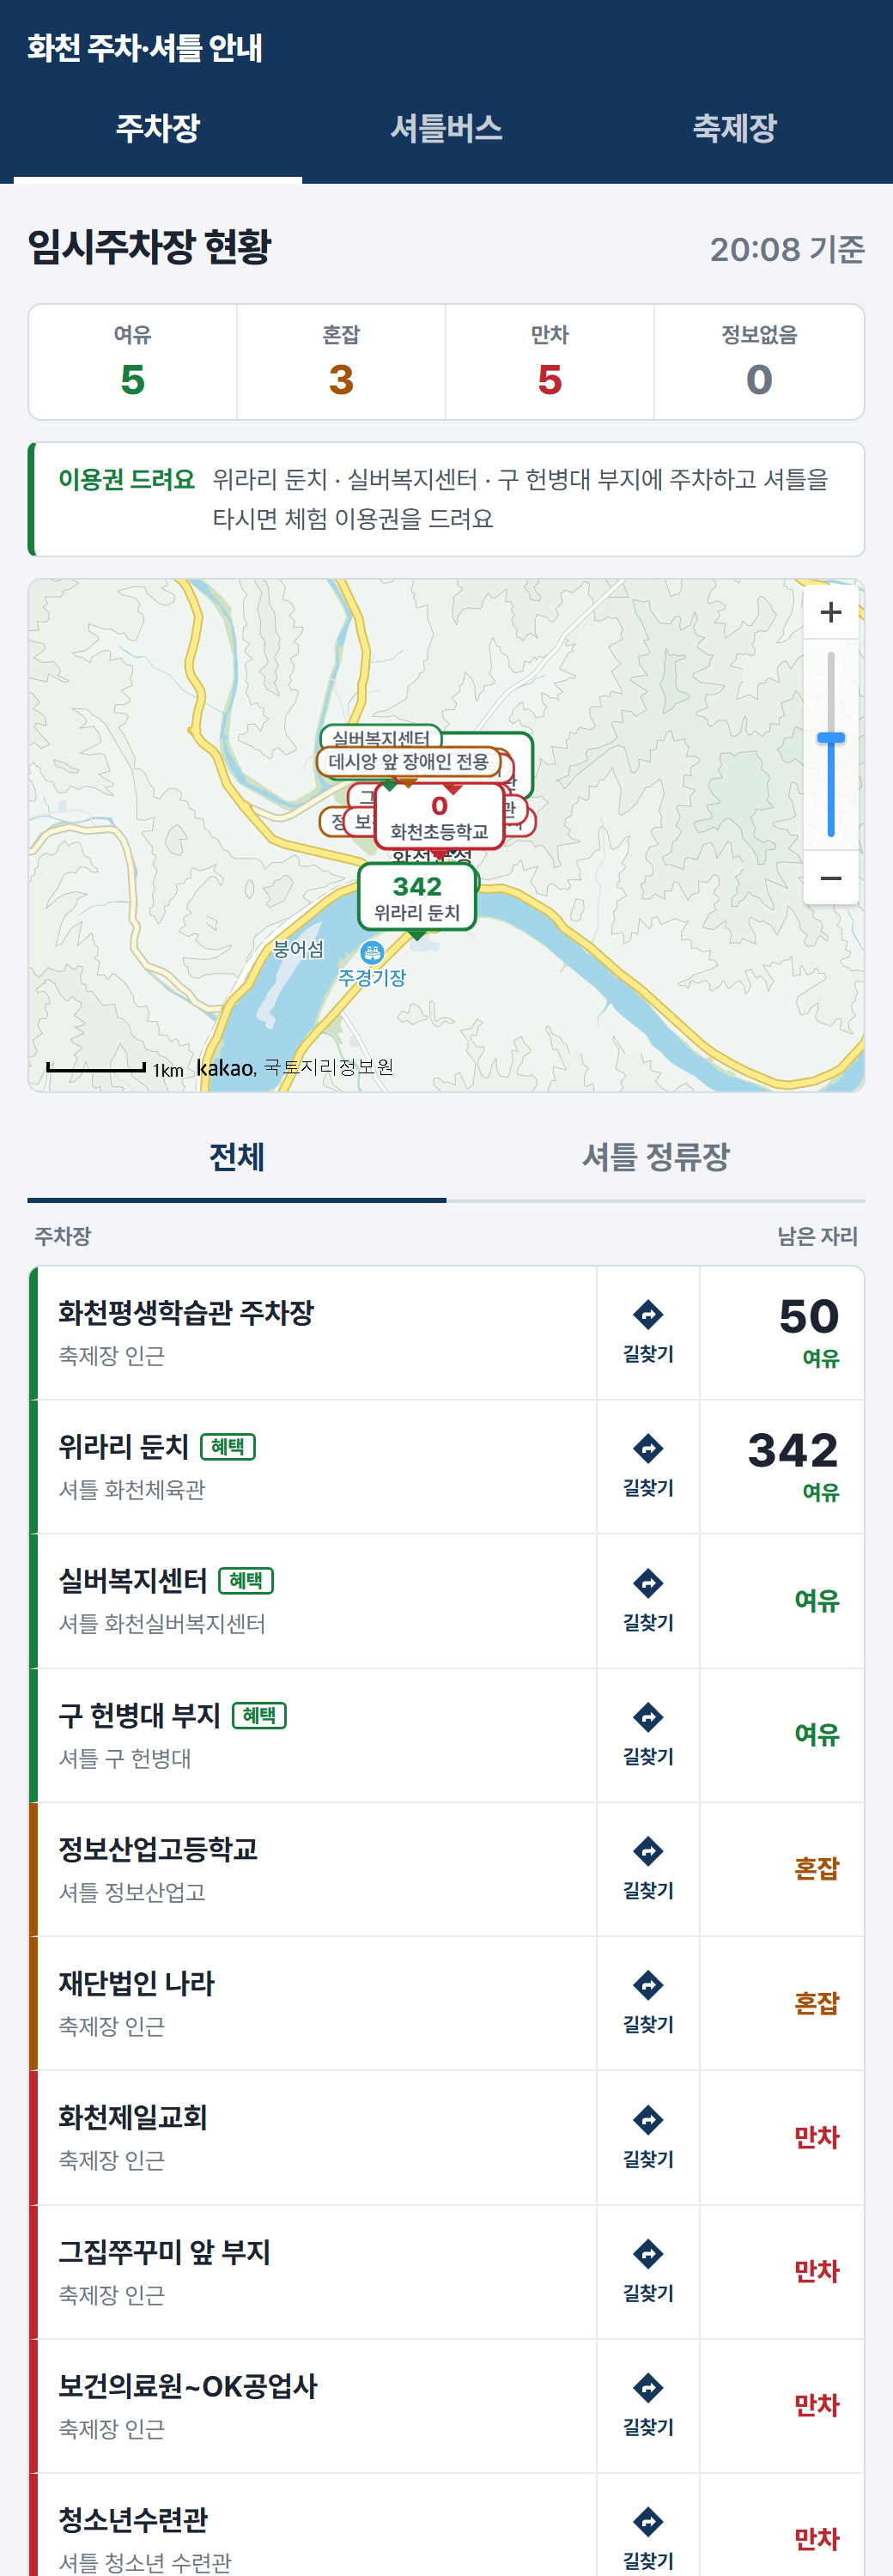 화천 주차·셔틀 안내
주차장
셔틀버스
축제장
임시주차장 현황
20:08 기준
여유
5
혼잡
3
만차
5
정보없음
0
이용권 드려요
위라리 둔치 · 실버복지센터 · 구 헌병대 부지에 주차하고 셔틀을
타시면 체험 이용권을 드려요
실버복지센터
데시앙 앞 장애인 전용
0
화천초등학교
342
위라리 둔치
붕어섬
주경기장
1km kakao, 국토지리정보원
전체
셔틀 정류장
주차장
남은 자리
화천평생학습관 주차장
축제장 인근
길찾기
50
여유
위라리 둔치 혜택
셔틀 화천체육관
길찾기
342
여유
실버복지센터 혜택
셔틀 화천실버복지센터
길찾기
여유
구 헌병대 부지 혜택
셔틀 구 헌병대
길찾기
여유
정보산업고등학교
셔틀 정보산업고
길찾기
혼잡
재단법인 나라
축제장 인근
길찾기
혼잡
화천제일교회
축제장 인근
길찾기
만차
그집쭈꾸미 앞 부지
축제장 인근
길찾기
만차
보건의료원~OK공업사
축제장 인근
길찾기
만차
청소년수련관
셔틀 청소년 수련관
길찾기
만차